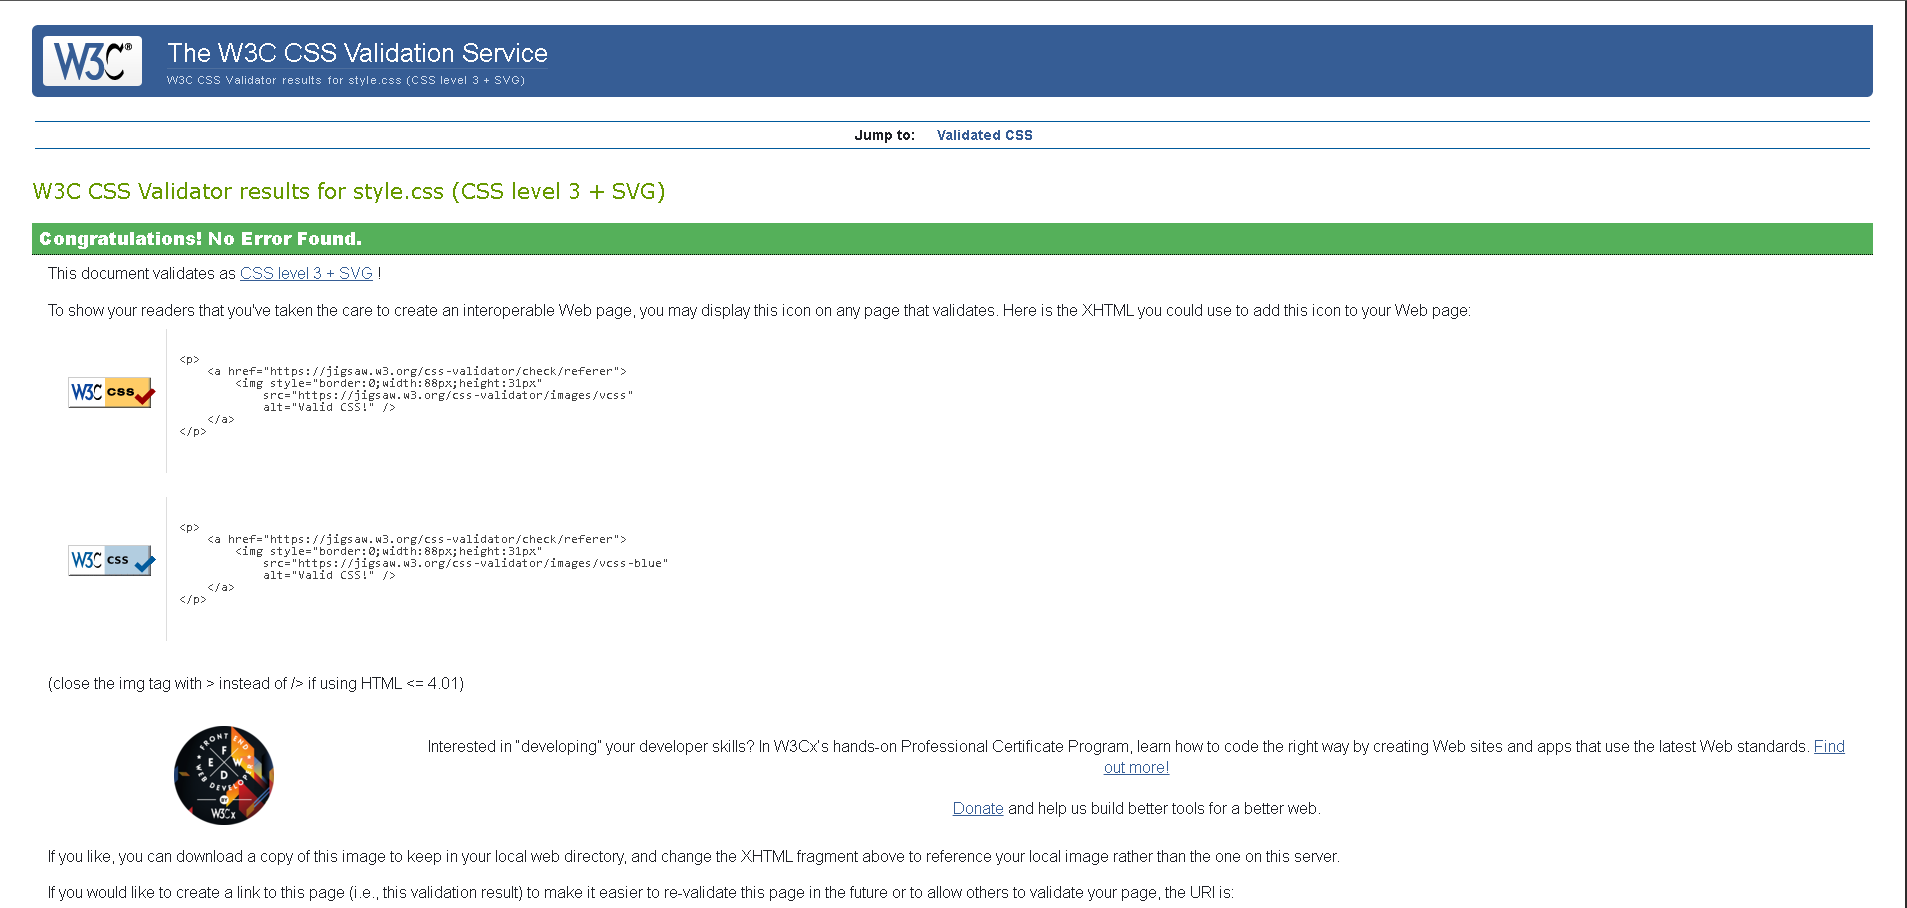 W3C®
The W3C CSS Validation Service
W3C CSS Validator results for style.css (CSS level 3 + SVG)
Jump to: Validated CSS
W3C CSS Validator results for style.css (CSS level 3 + SVG)
Congratulations! No Error Found.
This document validates as CSS level 3 + SVG !
To show your readers that you've taken the care to create an interoperable Web page, you may display this icon on any page that validates. Here is the XHTML you could use to add this icon to your Web page:
W3C css
<p>
<a href="https://jigsaw.w3.org/css-validator/check/referer">
<img style="border:0;width:88px;height:31px"
src="https://jigsaw.w3.org/css-validator/images/vcss"
alt="Valid CSS!" />
</a>
</p>
W3C css
<p>
<a href="https://jigsaw.w3.org/css-validator/check/referer">
<img style="border:0;width:88px;height:31px"
src="https://jigsaw.w3.org/css-validator/images/vcss-blue"
alt="Valid CSS!" />
</a>
</p>
(close the img tag with > instead of /> if using HTML <= 4.01)
FRONT END
F
E W
D
WEB DEVELOPER
W3Cx
Interested in "developing" your developer skills? In W3Cx's hands-on Professional Certificate Program, learn how to code the right way by creating Web sites and apps that use the latest Web standards. Find
out more!
Donate and help us build better tools for a better web.
If you like, you can download a copy of this image to keep in your local web directory, and change the XHTML fragment above to reference your local image rather than the one on this server.
If you would like to create a link to this page (i.e., this validation result) to make it easier to re-validate this page in the future or to allow others to validate your page, the URI is: